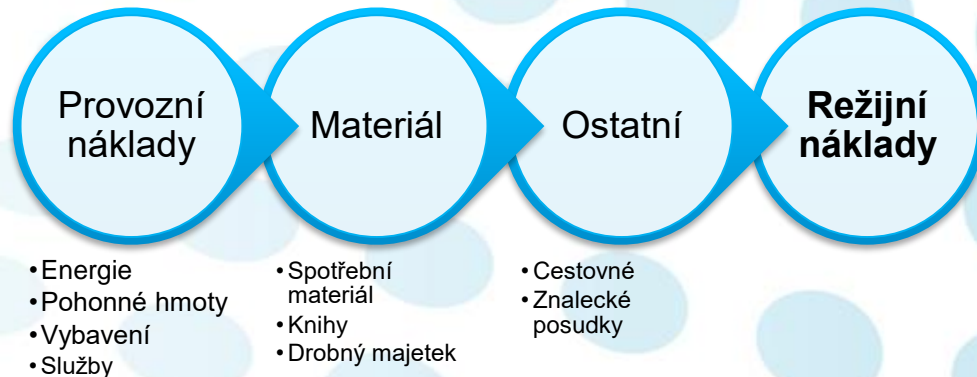 Provozní
náklady
Materiál
Ostatní
Režijní
náklady
•Energie
•Pohonné hmoty
•Vybavení
•Služby
•Spotřební
materiál
•Knihy
•Drobný majetek
•Cestovné
•Znalecké
posudky